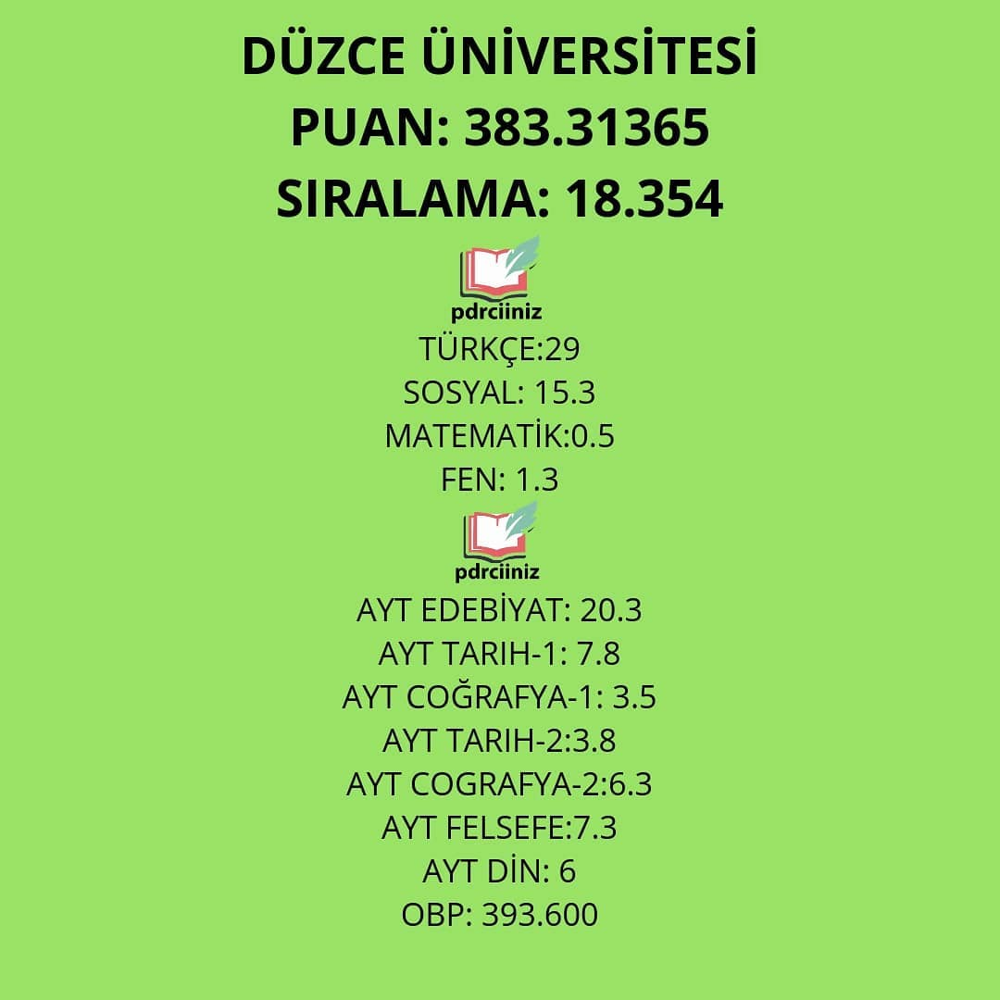 DÜZCE ÜNİVERSİTESİ
PUAN: 383.31365
SIRALAMA: 18.354
pdrciiniz
TÜRKÇE:29
SOSYAL: 15.3
MATEMATİK:0.5
FEN: 1.3
pdrciiniz
AYT EDEBİYAT: 20.3
AYT TARIH-1: 7.8
AYT COĞRAFYA-1: 3.5
AYT TARIH-2:3.8
AYT COGRAFYA-2:6.3
AYT FELSEFE:7.3
AYT DİN: 6
OBP: 393.600